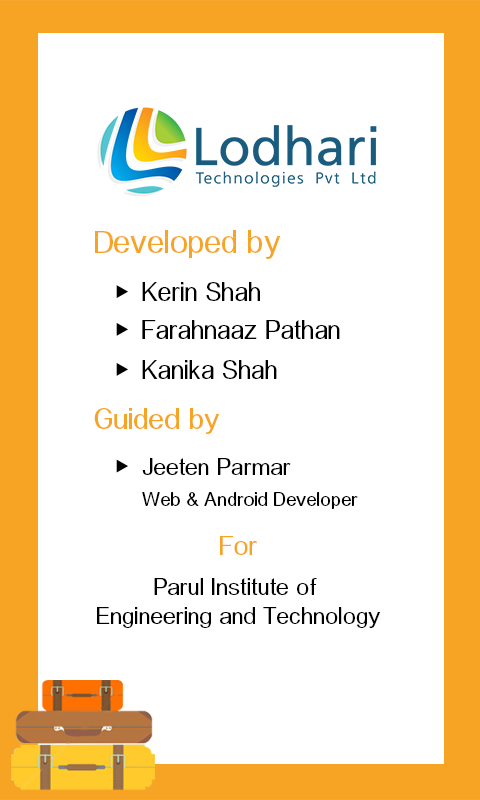 Lodhari
Technologies Pvt Ltd
Developed by
Kerin Shah
Farahnaaz Pathan
Kanika Shah
Guided by
Jeeten Parmar
Web & Android Developer
For
Parul Institute of
Engineering and Technology